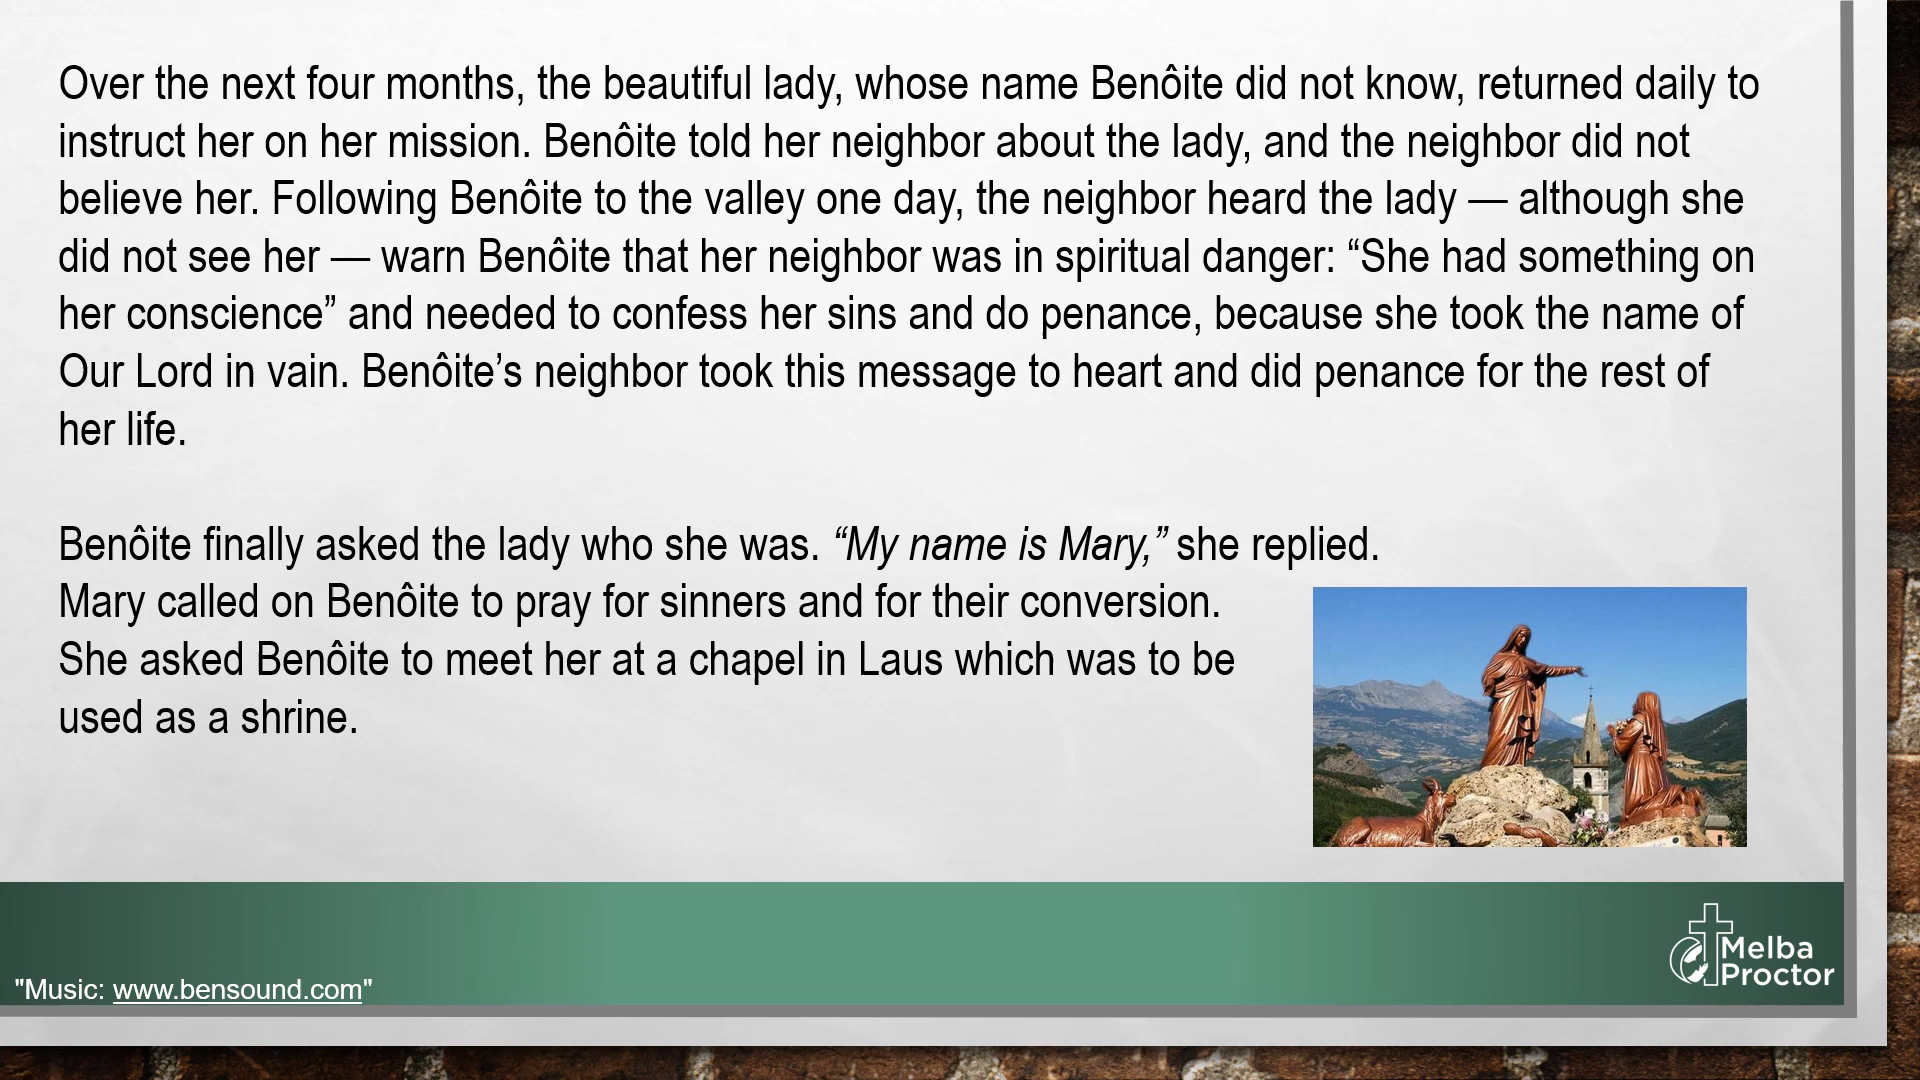 Over the next four months, the beautiful lady, whose name Benôite did not know, returned daily to
instruct her on her mission. Benôite told her neighbor about the lady, and the neighbor did not
believe her. Following Benôite to the valley one day, the neighbor heard the lady — although she
did not see her — warn Benôite that her neighbor was in spiritual danger: “She had something on
her conscience” and needed to confess her sins and do penance, because she took the name of
Our Lord in vain. Benôite’s neighbor took this message to heart and did penance for the rest of
her life.
Benôite finally asked the lady who she was. “My name is Mary,” she replied.
Mary called on Benôite to pray for sinners and for their conversion.
She asked Benôite to meet her at a chapel in Laus which was to be
used as a shrine.
Melba
Proctor
"Music: www.bensound.com"